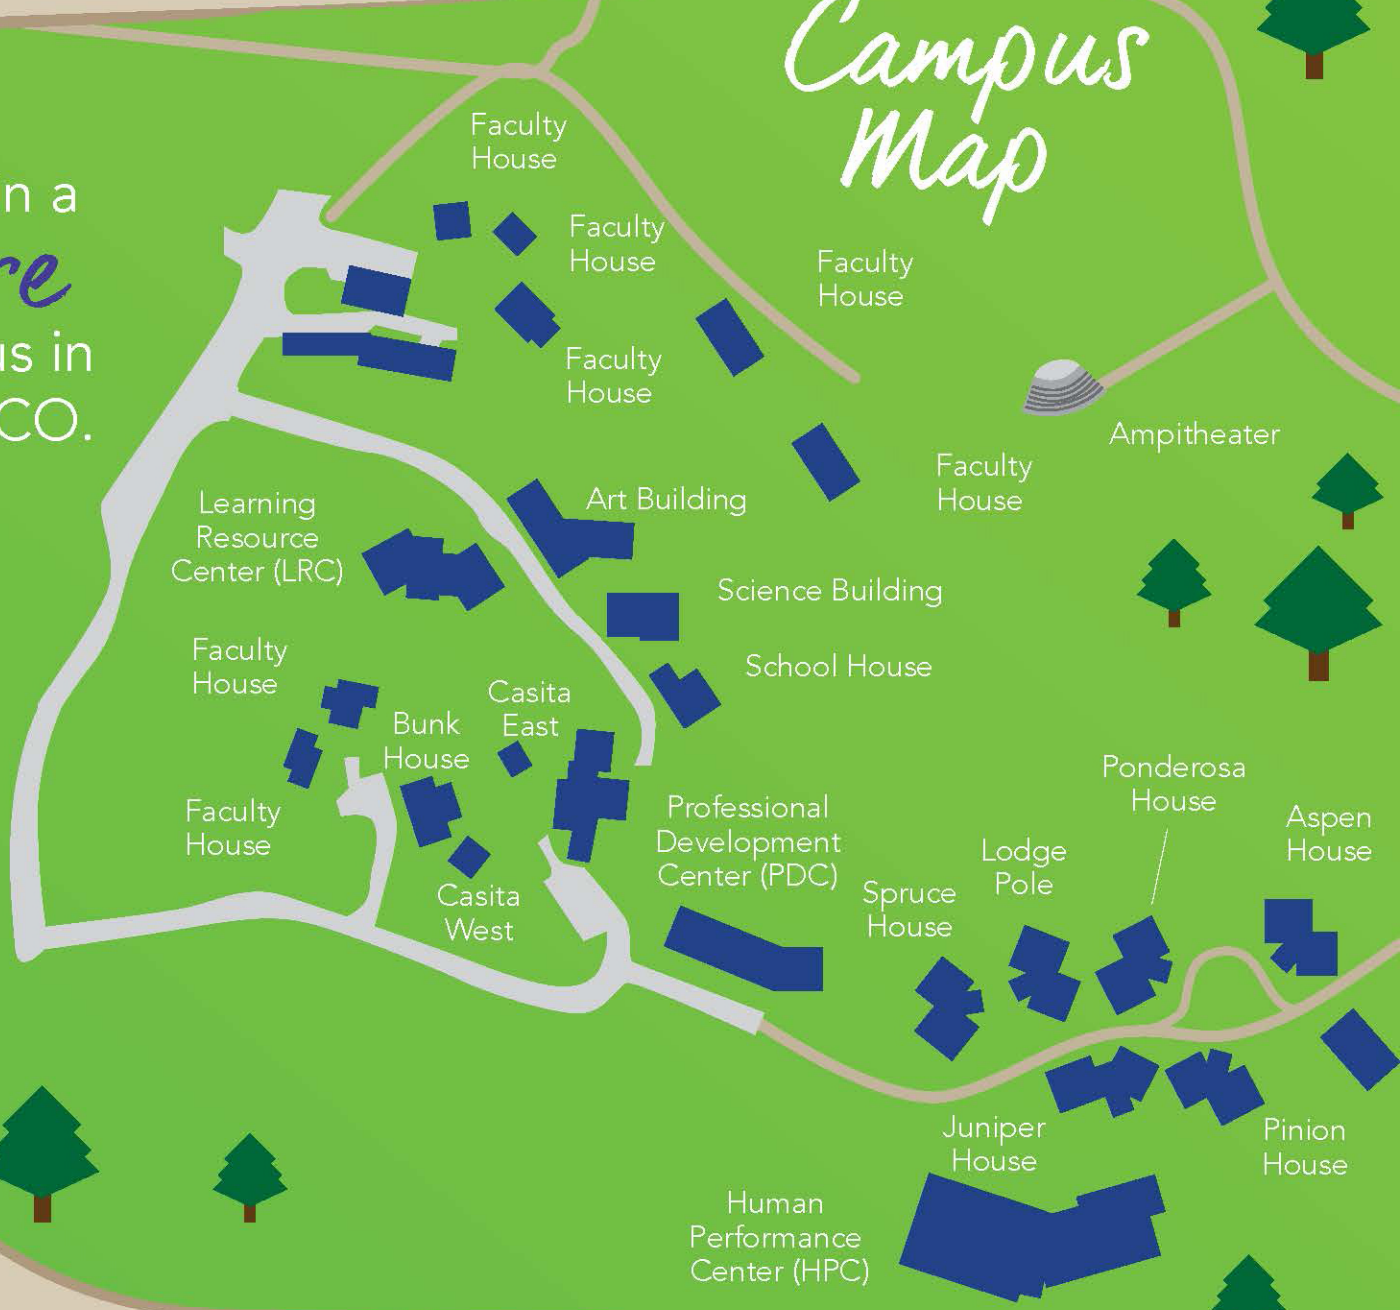 Campus
Map
n a
re
us in
CO.
Faculty
House
Faculty
House
Faculty
House
Faculty
House
Faculty
House
Ampitheater
Learning
Resource
Center (LRC)
Art Building
Science Building
School House
Faculty
House
Casita
East
Bunk
House
Faculty
House
Casita
West
Professional
Development
Center (PDC)
Spruce
House
Lodge
Pole
Ponderosa
House
Aspen
House
Juniper
House
Pinion
House
Human
Performance
Center (HPC)